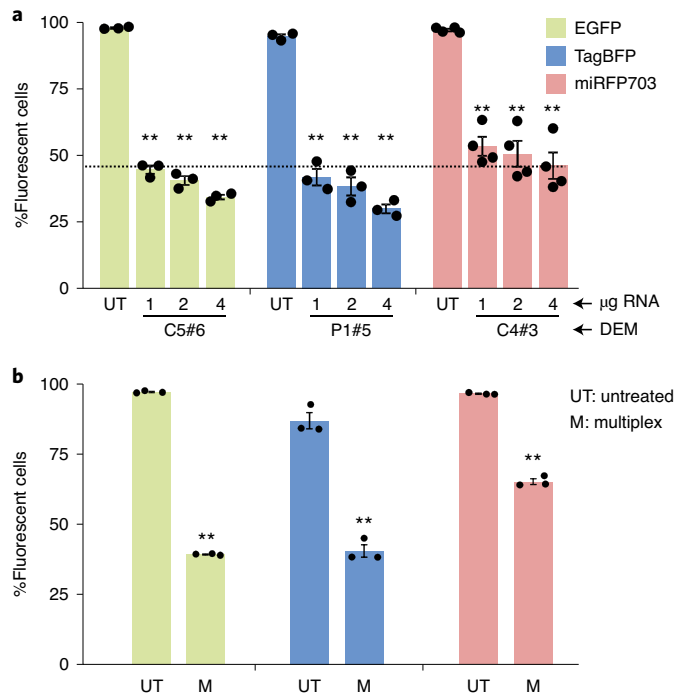 a
100
75
50
25
0
%Fluorescent cells
EGFP
TagBFP
miRFP703
** ** **
** ** **
** ** **
UT 1 2 4 UT 1 2 4 UT 1 2 4 ← μg RNA
C5#6 P1#5 C4#3 ← DEM
b
100
75
50
25
0
%Fluorescent cells
UT: untreated
M: multiplex
**
**
**
UT M UT M UT M